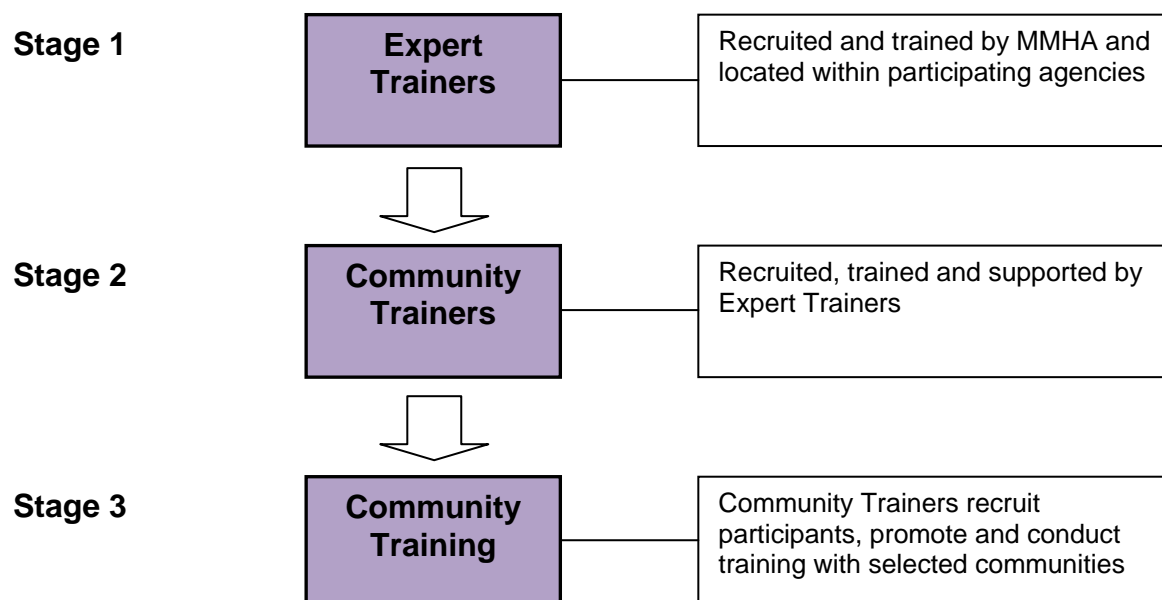 Stage 1
Expert
Trainers
Recruited and trained by MMHA and
located within participating agencies
Stage 2
Community
Trainers
Recruited, trained and supported by
Expert Trainers
Stage 3
Community
Training
Community Trainers recruit
participants, promote and conduct
training with selected communities